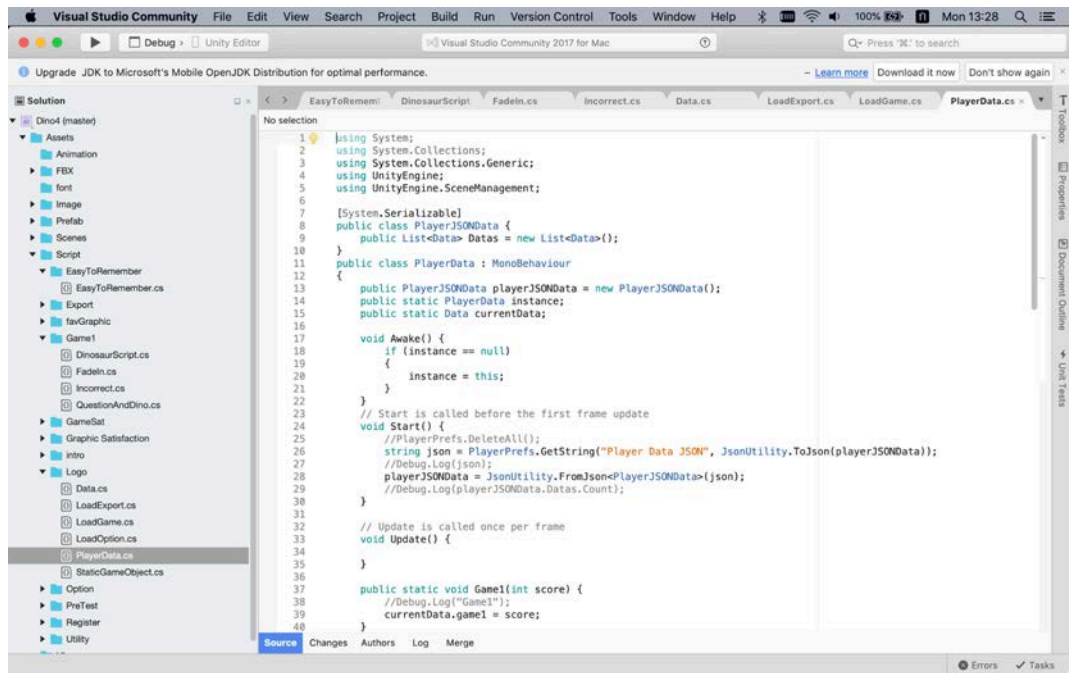 Visual Studio Community File Edit View Search Project Build Run Version Control Tools Window Help 100% Mon 13:28
Debug › Unity Editor Visual Studio Community 2017 for Mac Press '⌘.' to search
Upgrade JDK to Microsoft's Mobile OpenJDK Distribution for optimal performance. – Learn more Download it now Don't show again ×
Solution
EasyToRemem DinosaurScript FadeIn.cs Incorrect.cs Data.cs LoadExport.cs LoadGame.cs PlayerData.cs ×
No selection
Dino4 (master)
Assets
Animation
FBX
font
Image
Prefab
Scenes
Script
EasyToRemember
EasyToRemember.cs
Export
favGraphic
Game1
DinosaurScript.cs
FadeIn.cs
Incorrect.cs
QuestionAndDino.cs
GameSat
Graphic Satisfaction
intro
Logo
Data.cs
LoadExport.cs
LoadGame.cs
LoadOption.cs
PlayerData.cs
StaticGameObject.cs
Option
PreTest
Register
Utility
1 using System;
2 using System.Collections;
3 using System.Collections.Generic;
4 using UnityEngine;
5 using UnityEngine.SceneManagement;
6
7 [System.Serializable]
8 public class PlayerJSONData {
9 public List<Data> Datas = new List<Data>();
10 }
11 public class PlayerData : MonoBehaviour
12 {
13 public PlayerJSONData playerJSONData = new PlayerJSONData();
14 public static PlayerData instance;
15 public static Data currentData;
16
17 void Awake() {
18 if (instance == null)
19 {
20 instance = this;
21 }
22 }
23 // Start is called before the first frame update
24 void Start() {
25 //PlayerPrefs.DeleteAll();
26 string json = PlayerPrefs.GetString("Player Data JSON", JsonUtility.ToJson(playerJSONData));
27 //Debug.Log(json);
28 playerJSONData = JsonUtility.FromJson<PlayerJSONData>(json);
29 //Debug.Log(playerJSONData.Datas.Count);
30 }
31
32 // Update is called once per frame
33 void Update() {
34
35 }
36
37 public static void Game1(int score) {
38 //Debug.Log("Game1");
39 currentData.game1 = score;
40 }
Source Changes Authors Log Merge
Toolbox
Properties
Document Outline
Unit Tests
Errors Tasks